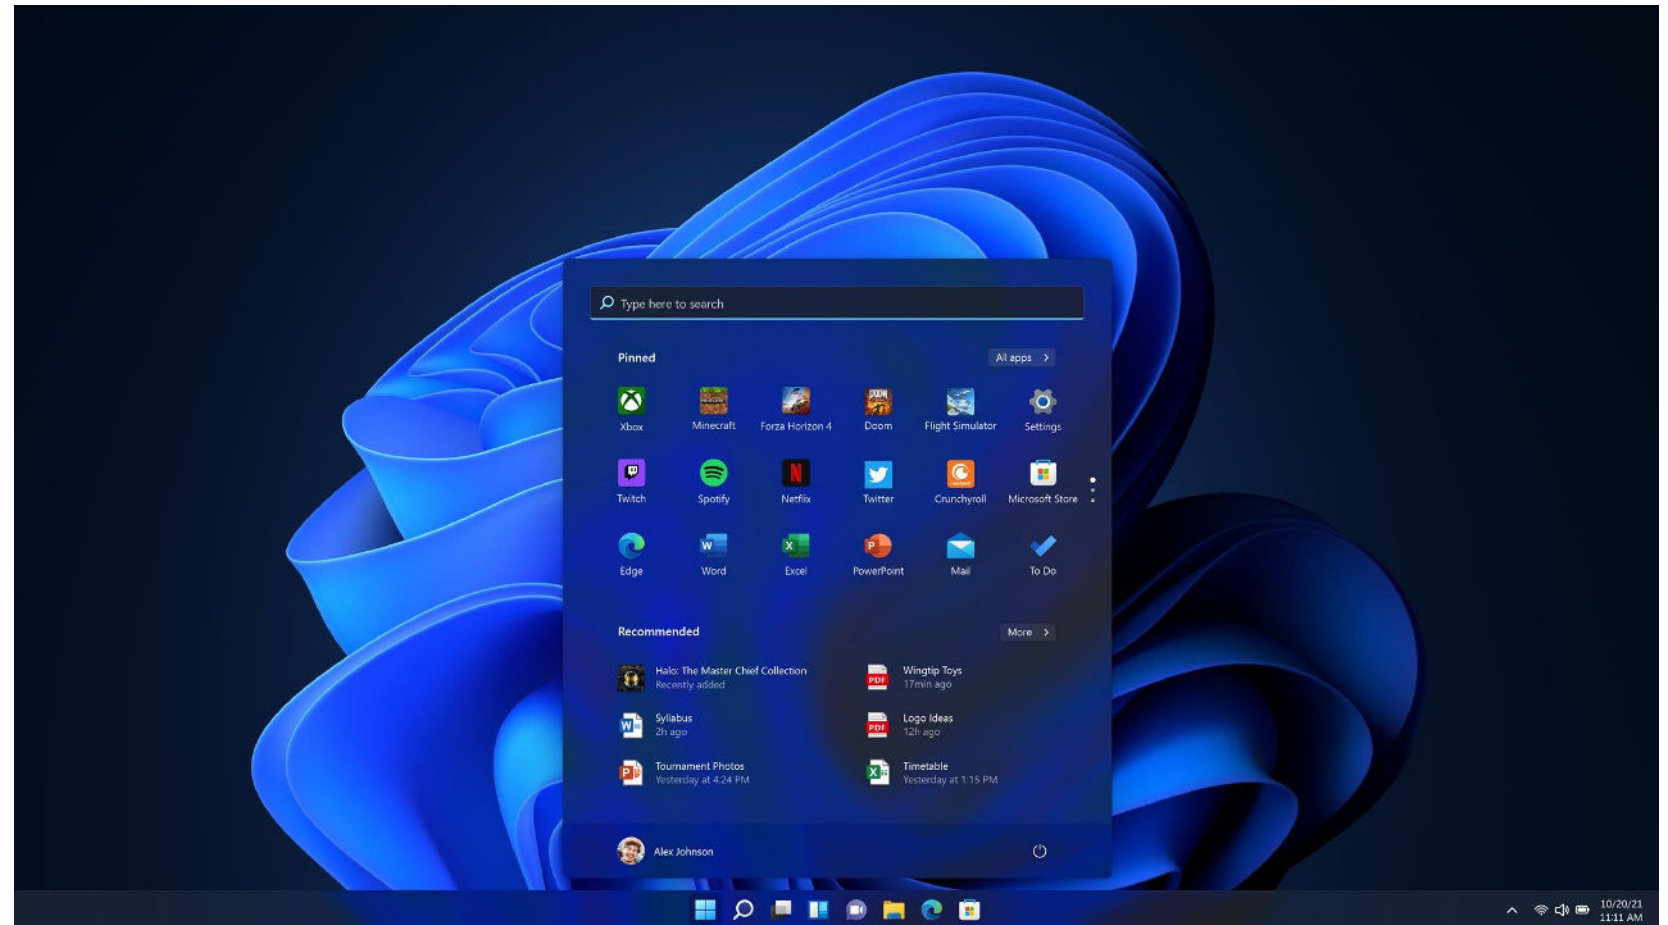 Type here to search
Pinned
All apps
Xbox
Minecraft
Forza Horizon 4
Doom
Flight Simulator
Settings
Twitch
Spotify
Netflix
Twitter
Crunchyroll
Microsoft Store
Edge
Word
Excel
PowerPoint
Mail
To Do
Recommended
More
Halo: The Master Chief Collection
Recently added
Wingtip Toys
17min ago
Syllabus
2h ago
Logo Ideas
12h ago
Tournament Photos
Yesterday at 4:24 PM
Timetable
Yesterday at 1:15 PM
Alex Johnson
10/20/21
11:11 AM